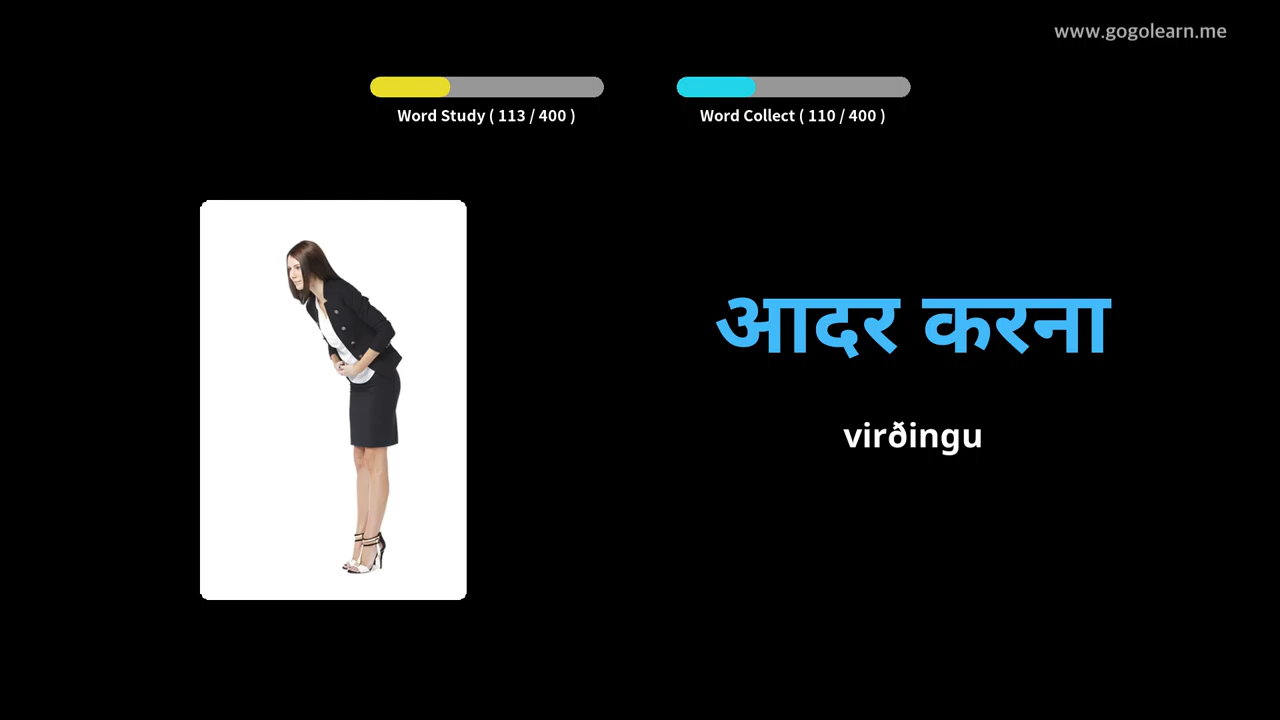 www.gogolearn.me
Word Study ( 113 / 400 )
Word Collect ( 110 / 400 )
आदर करना
virðingu